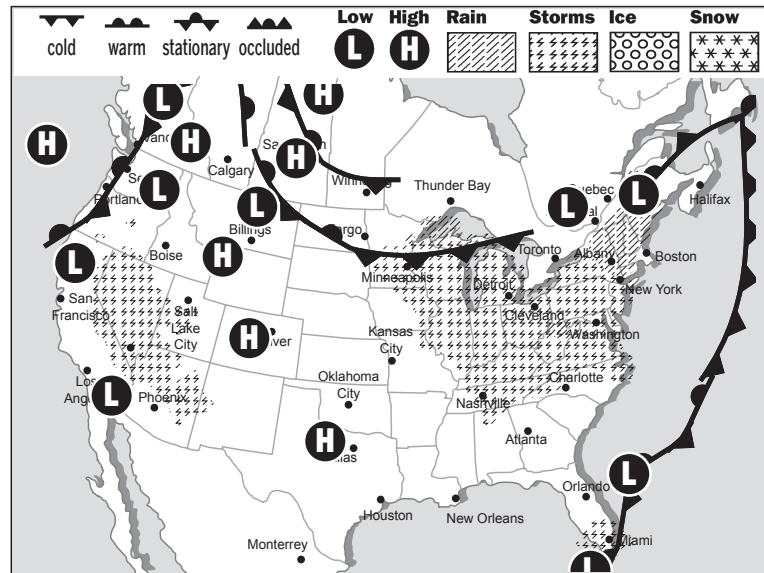 Low High Rain Storms Ice Snow
cold warm stationary occluded
L H
L
H
H
H
H
Calgary
Thunder Bay
Portland
L
L
L
L
Halifax
Billings
Fargo
Boise
H
Toronto
Albany
Boston
L
Minneapolis
Detroit
New York
San
Francisco
Salt
Lake
City
Cleveland
H
Kansas
City
Washington
Los
L
Phoenix
Oklahoma
City
Nashville
Charlotte
H
Atlanta
L
Orlando
Houston
New Orleans
Monterrey
Miami
L